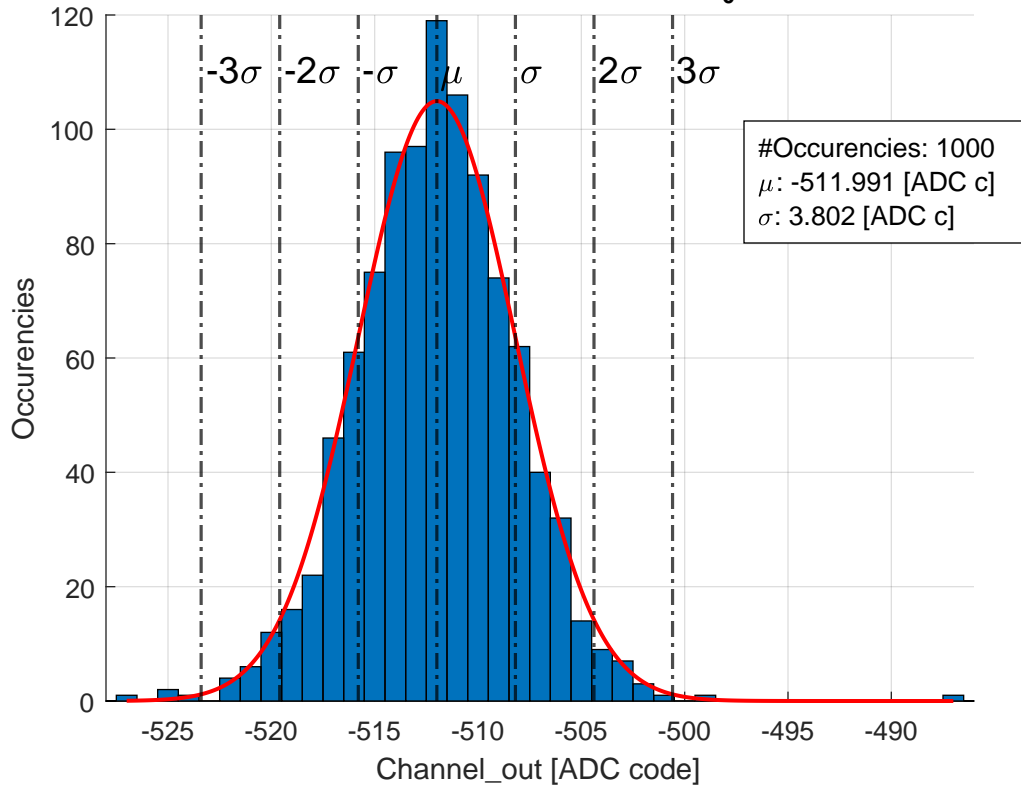 120
100
80
60
40
20
0
-3σ
-2σ
-σ
μ
σ
2σ
3σ
#Occurencies: 1000
μ: -511.991 [ADC c]
σ: 3.802 [ADC c]
Occurencies
-525
-520
-515
-510
-505
-500
-495
-490
Channel_out [ADC code]